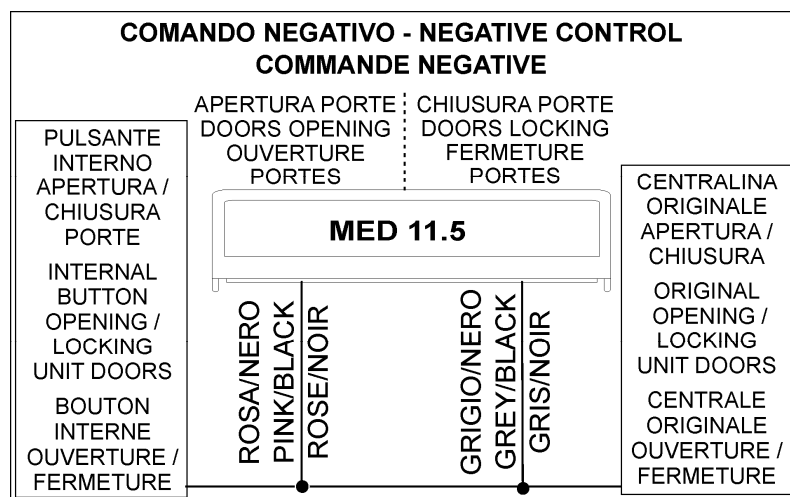 COMANDO NEGATIVO - NEGATIVE CONTROL
COMMANDE NEGATIVE
APERTURA PORTE
DOORS OPENING
OUVERTURE
PORTES
CHIUSURA PORTE
DOORS LOCKING
FERMETURE
PORTES
PULSANTE
INTERNO
APERTURA /
CHIUSURA
PORTE
INTERNAL
BUTTON
OPENING /
LOCKING
UNIT DOORS
BOUTON
INTERNE
OUVERTURE /
FERMETURE
MED 11.5
ROSA/NERO
PINK/BLACK
ROSE/NOIR
GRIGIO/NERO
GREY/BLACK
GRIS/NOIR
CENTRALINA
ORIGINALE
APERTURA /
CHIUSURA
ORIGINAL
OPENING /
LOCKING
UNIT DOORS
CENTRALE
ORIGINALE
OUVERTURE /
FERMETURE